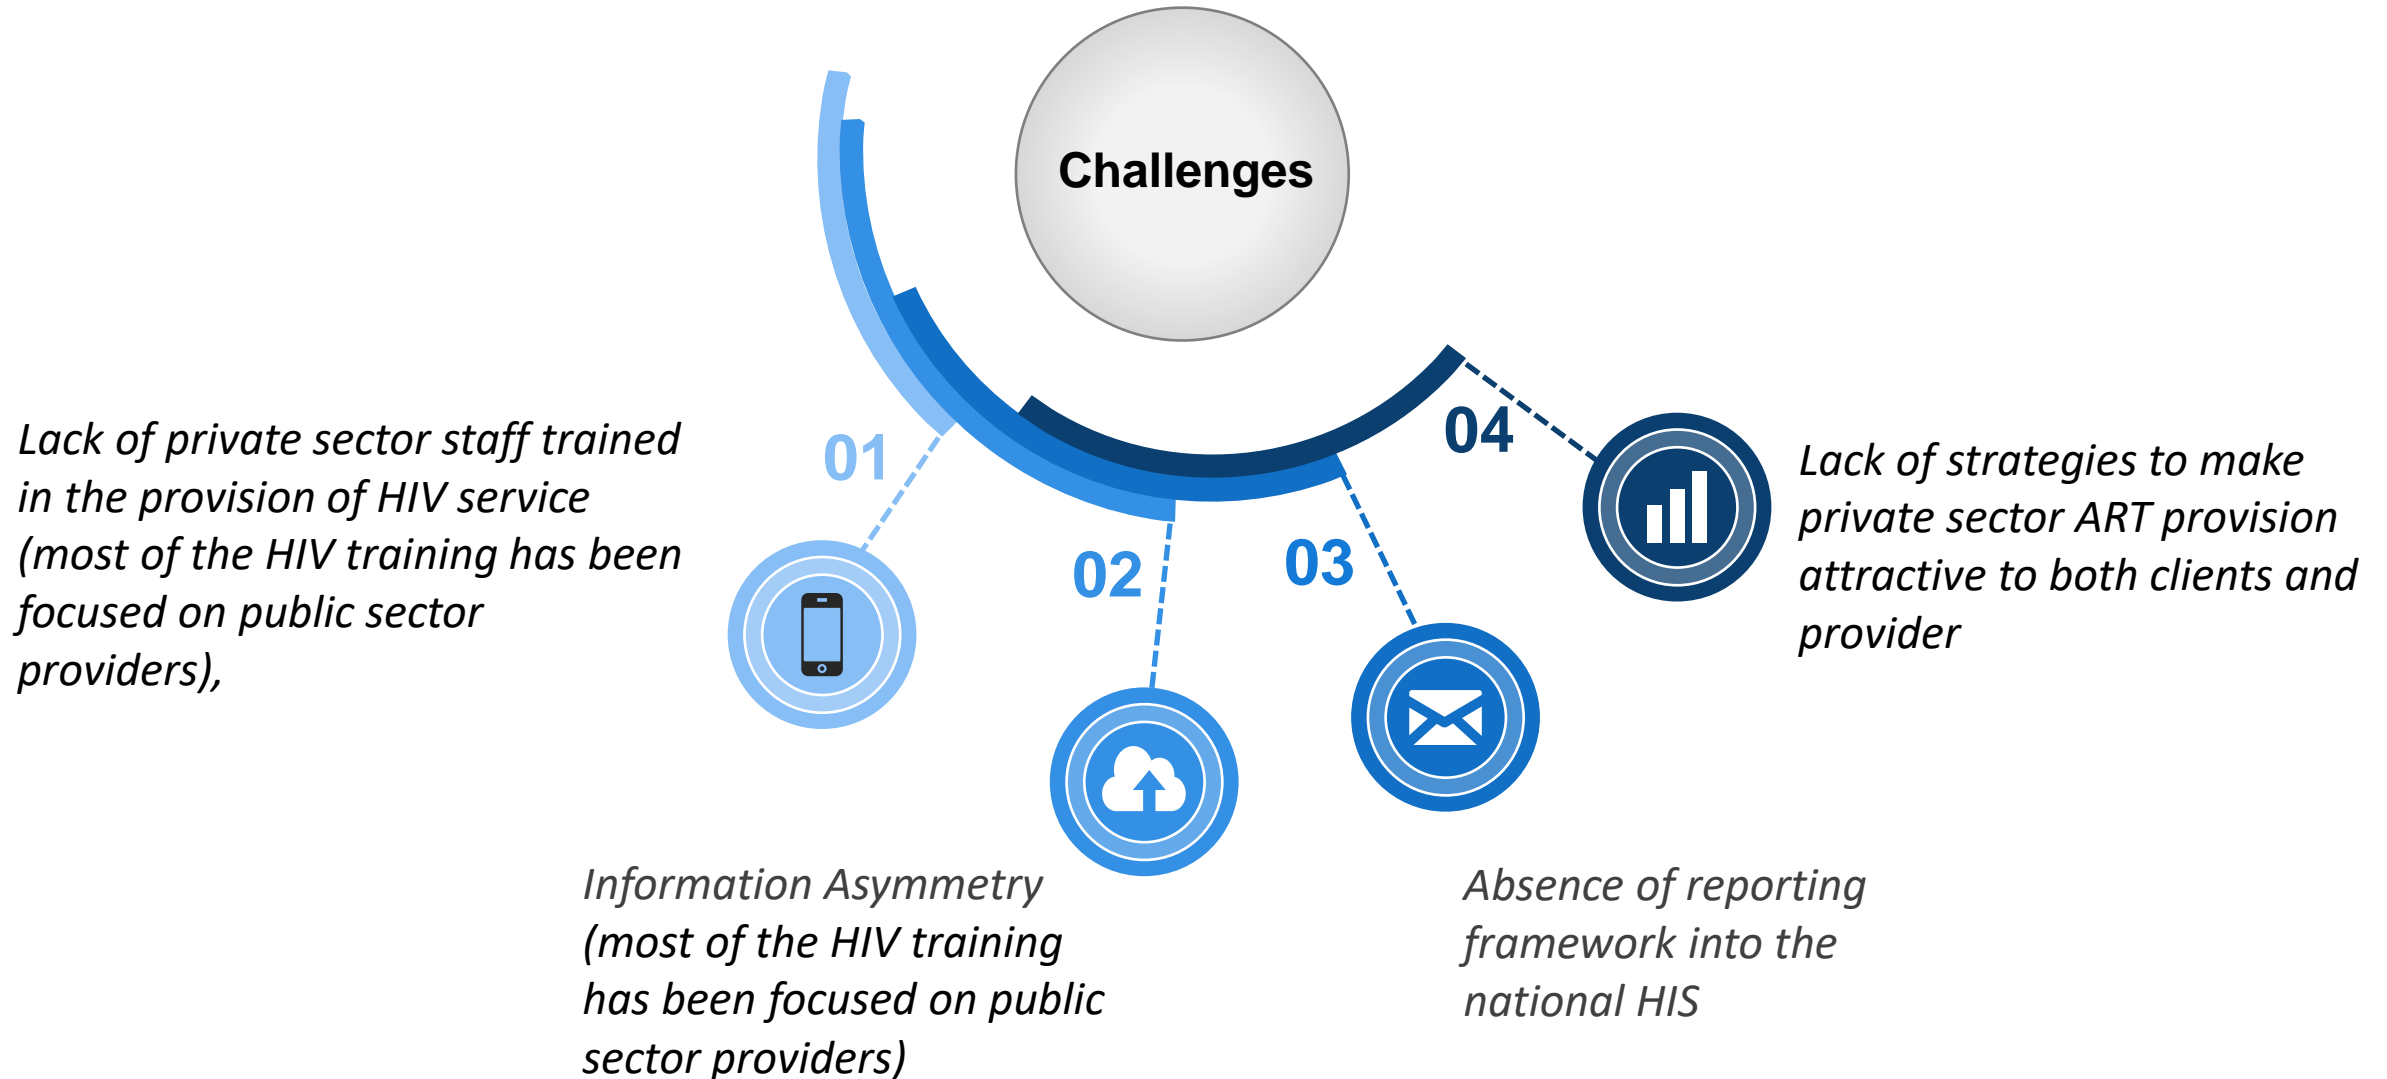 Challenges
01
Lack of private sector staff trained
in the provision of HIV service
(most of the HIV training has been
focused on public sector
providers),
02
Information Asymmetry
(most of the HIV training
has been focused on public
sector providers)
03
Absence of reporting
framework into the
national HIS
04
Lack of strategies to make
private sector ART provision
attractive to both clients and
provider